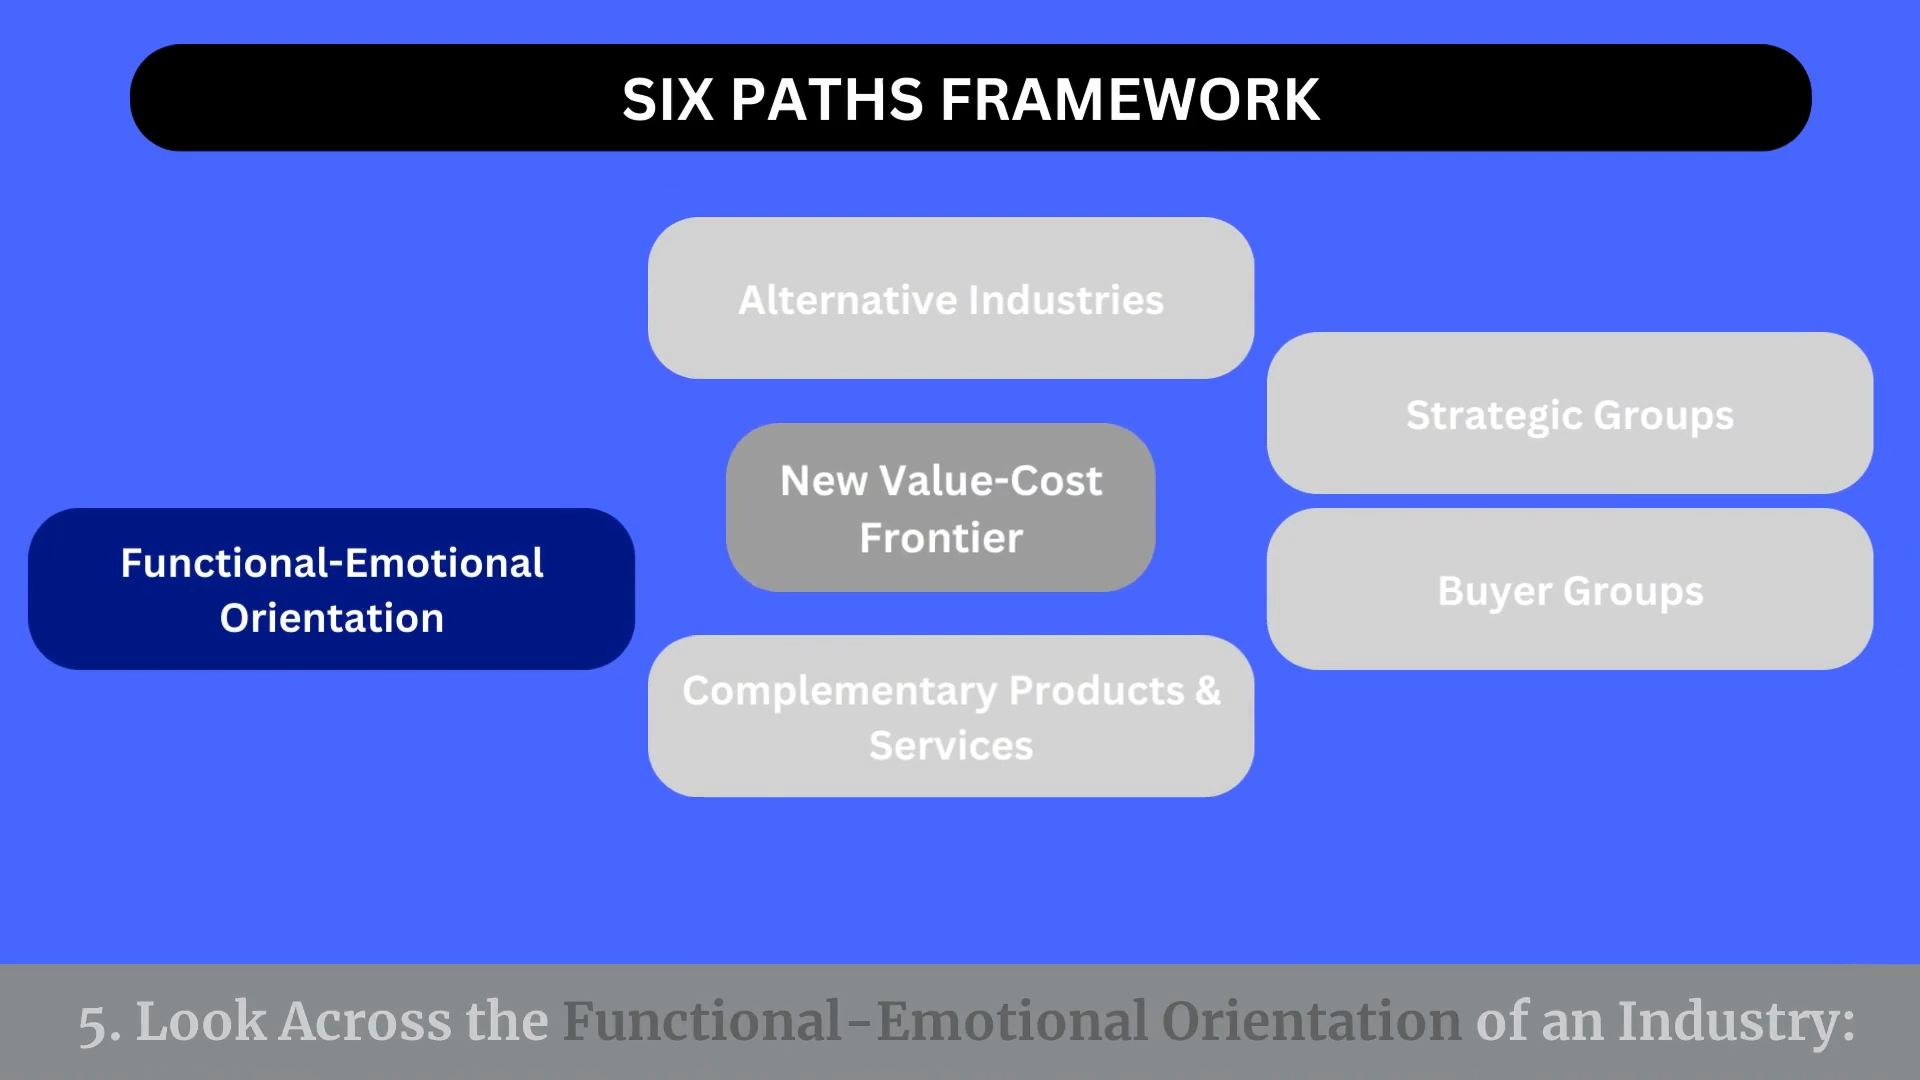 SIX PATHS FRAMEWORK
Alternative Industries
Strategic Groups
New Value-Cost
Frontier
Functional-Emotional
Orientation
Buyer Groups
Complementary Products &
Services
5. Look Across the Functional-Emotional Orientation of an Industry: